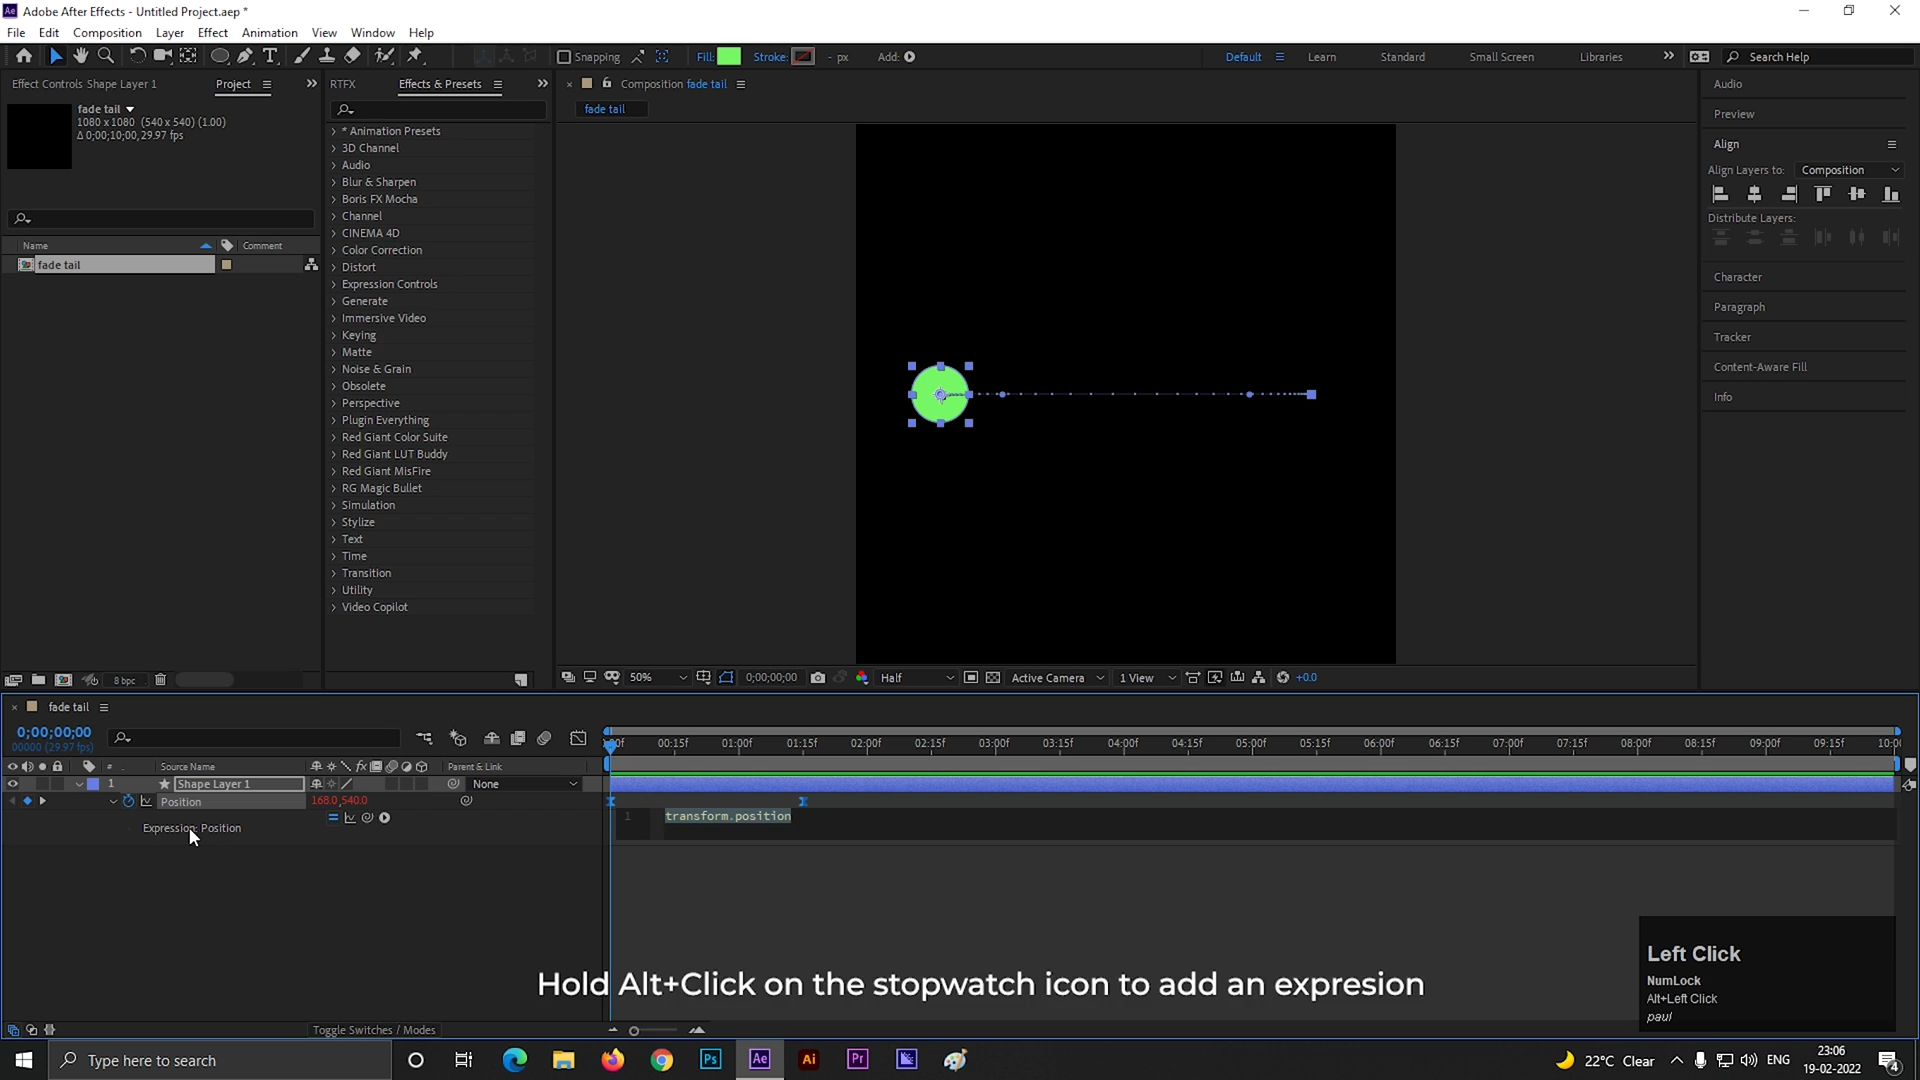 Adobe After Effects - Untitled Project.aep *
File Edit Composition Layer Effect Animation View Window Help
Snapping Fill: Stroke: - px Add: Default Learn Standard Small Screen Libraries Search Help
Effect Controls Shape Layer 1 Project
fade tail
1080 x 1080 (540 x 540) (1.00)
Δ 0;00;10;00, 29.97 fps
Name Comment
fade tail
8 bpc
RTFX Effects & Presets
* Animation Presets
3D Channel
Audio
Blur & Sharpen
Boris FX Mocha
Channel
CINEMA 4D
Color Correction
Distort
Expression Controls
Generate
Immersive Video
Keying
Matte
Noise & Grain
Obsolete
Perspective
Plugin Everything
Red Giant Color Suite
Red Giant LUT Buddy
Red Giant MisFire
RG Magic Bullet
Simulation
Stylize
Text
Time
Transition
Utility
Video Copilot
Composition fade tail
fade tail
50% 0;00;00;00 Half Active Camera 1 View +0.0
Audio
Preview
Align
Align Layers to: Composition
Distribute Layers:
Character
Paragraph
Tracker
Content-Aware Fill
Info
fade tail
0;00;00;00
00000 (29.97 fps)
00:15f 01:00f 01:15f 02:00f 02:15f 03:00f 03:15f 04:00f 04:15f 05:00f 05:15f 06:00f 06:15f 07:00f 07:15f 08:00f 08:15f 09:00f 09:15f
# Source Name Parent & Link
1 Shape Layer 1 None
Position 168.0,540.0
Expression: Position
1 transform.position
Hold Alt+Click on the stopwatch icon to add an expresion
Left Click
NumLock
Alt+Left Click
paul
Toggle Switches / Modes
Type here to search
Ps Ae Ai Pr
22°C Clear ENG
23:06
19-02-2022
4